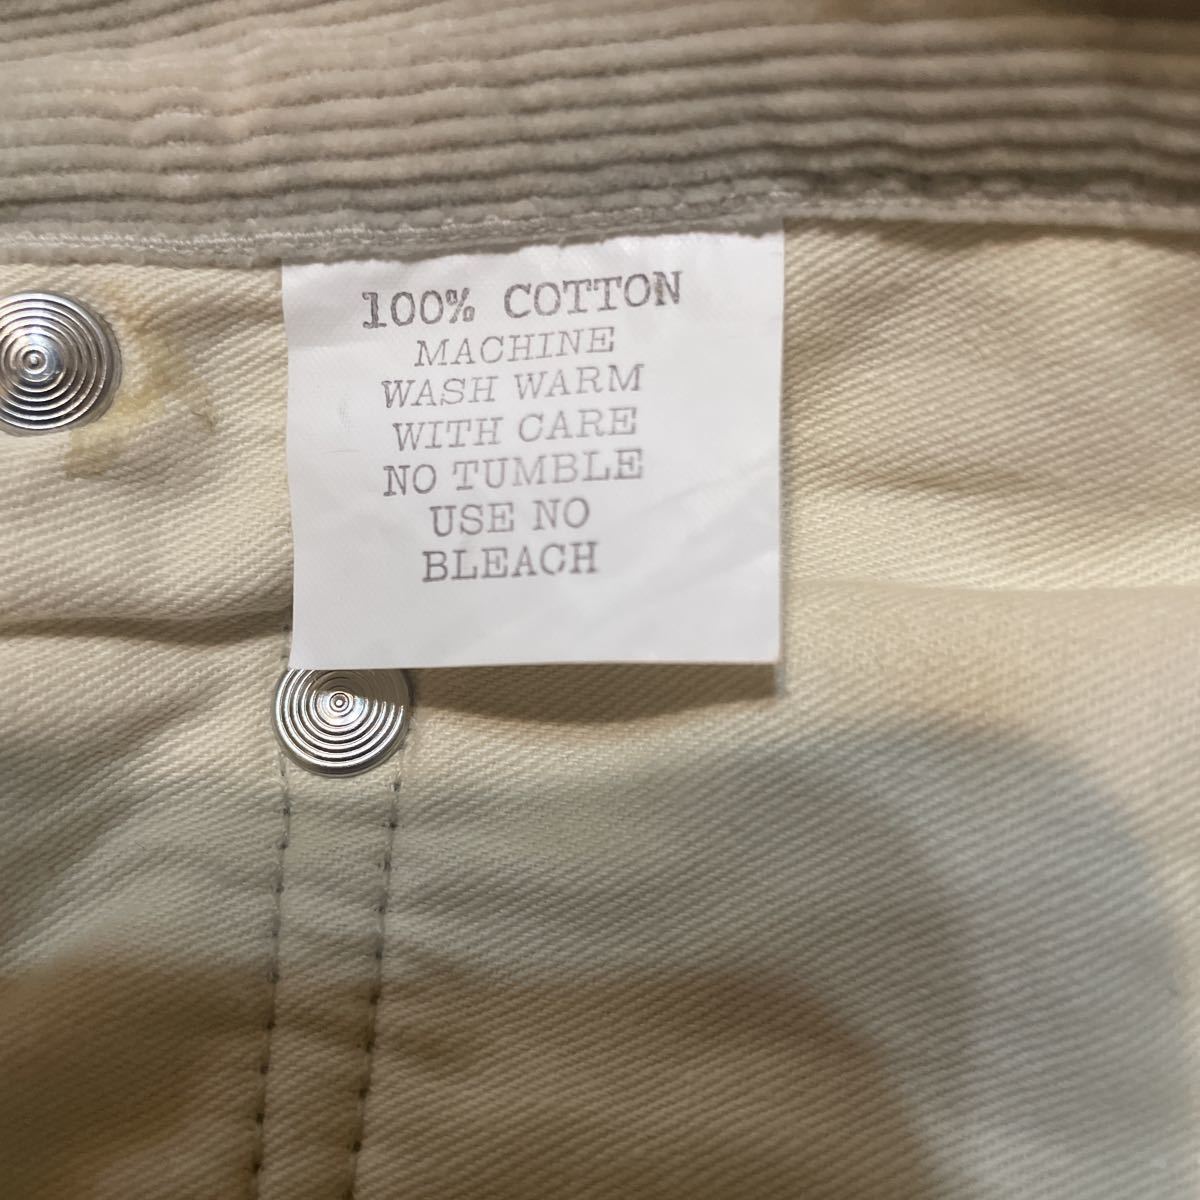 100% COTTON
MACHINE
WASH WARM
WITH CARE
NO TUMBLE
USE NO
BLEACH